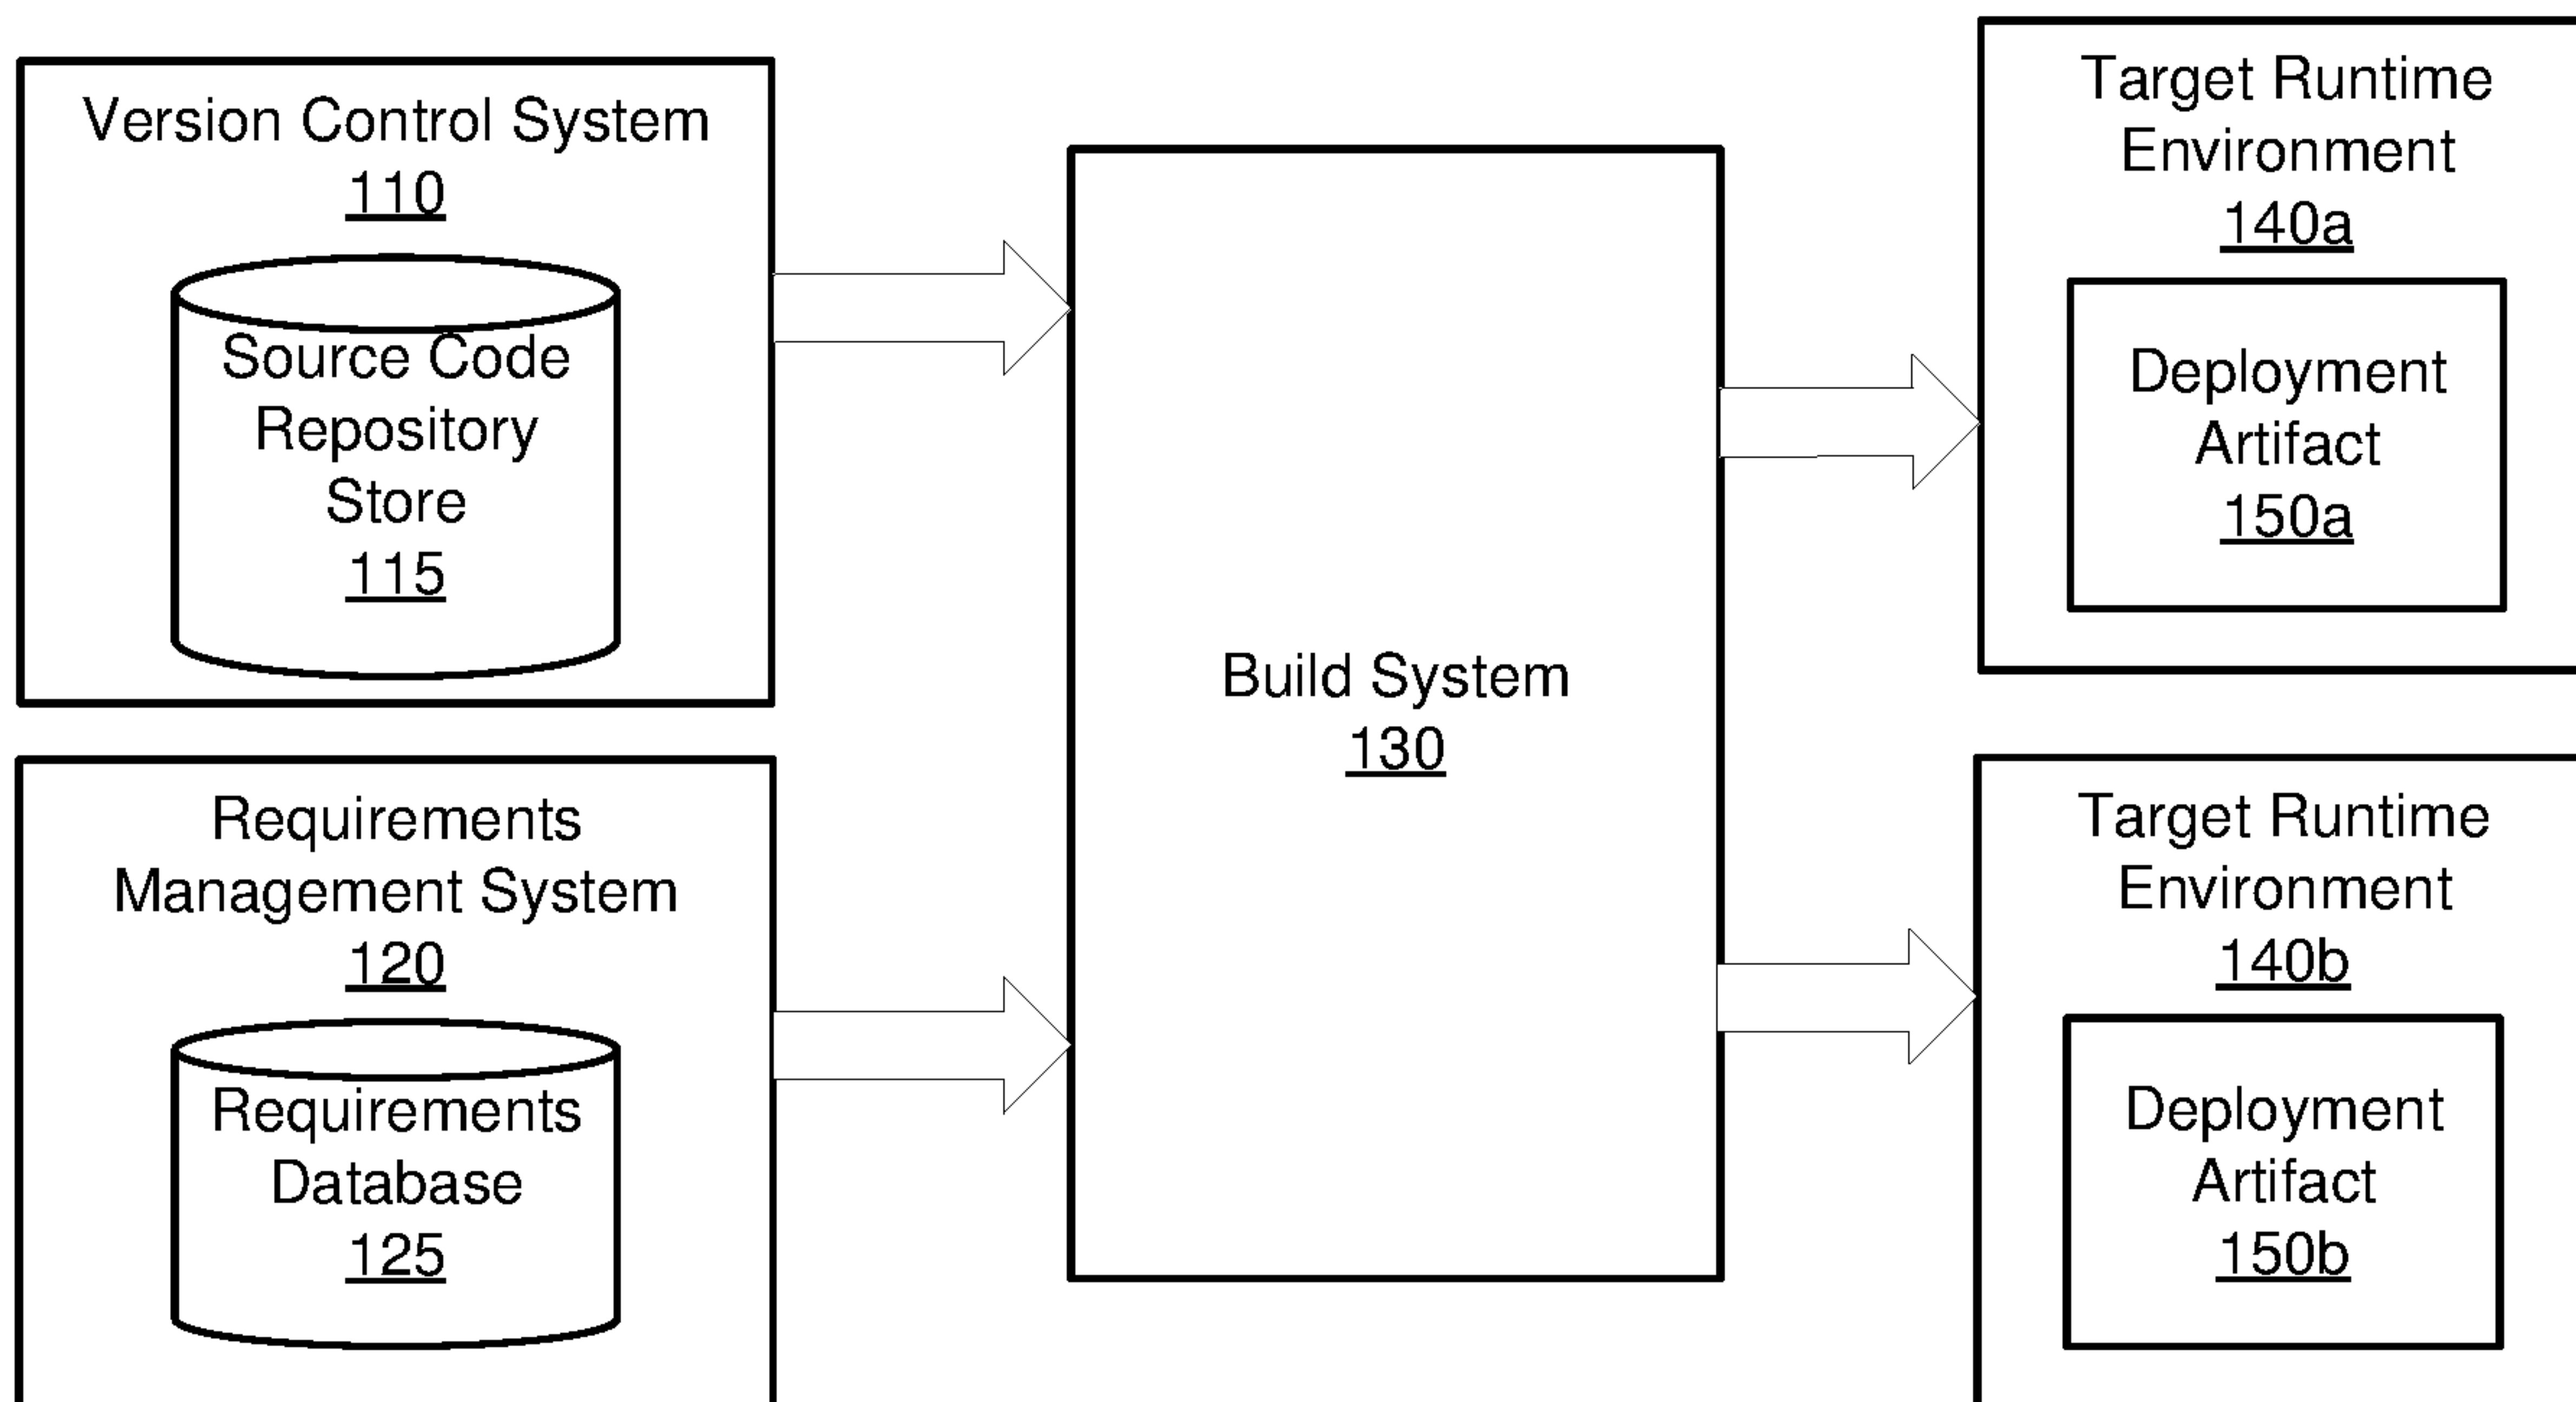 Version Control System
110
Source Code
Repository
Store
115
Requirements
Management System
120
Requirements
Database
125
Build System
130
Target Runtime
Environment
140a
Deployment
Artifact
150a
Target Runtime
Environment
140b
Deployment
Artifact
150b